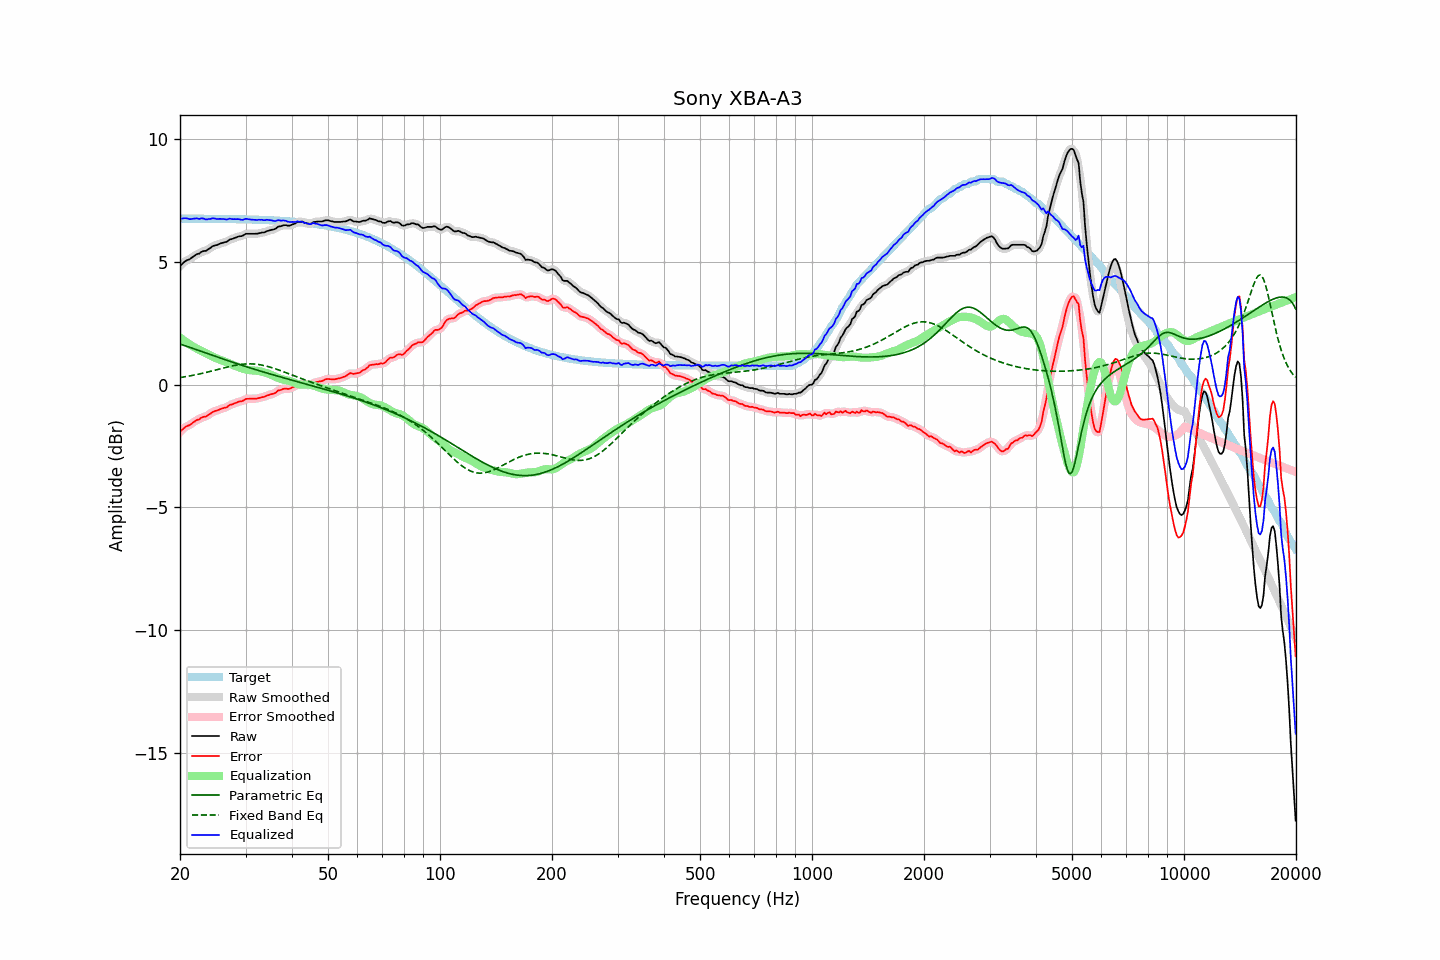 Sony XBA-A3
Amplitude (dBr)
10
5
0
−5
−10
−15
Target
Raw Smoothed
Error Smoothed
Raw
Error
Equalization
Parametric Eq
Fixed Band Eq
Equalized
20 50 100 200 500 1000 2000 5000 10000 20000
Frequency (Hz)